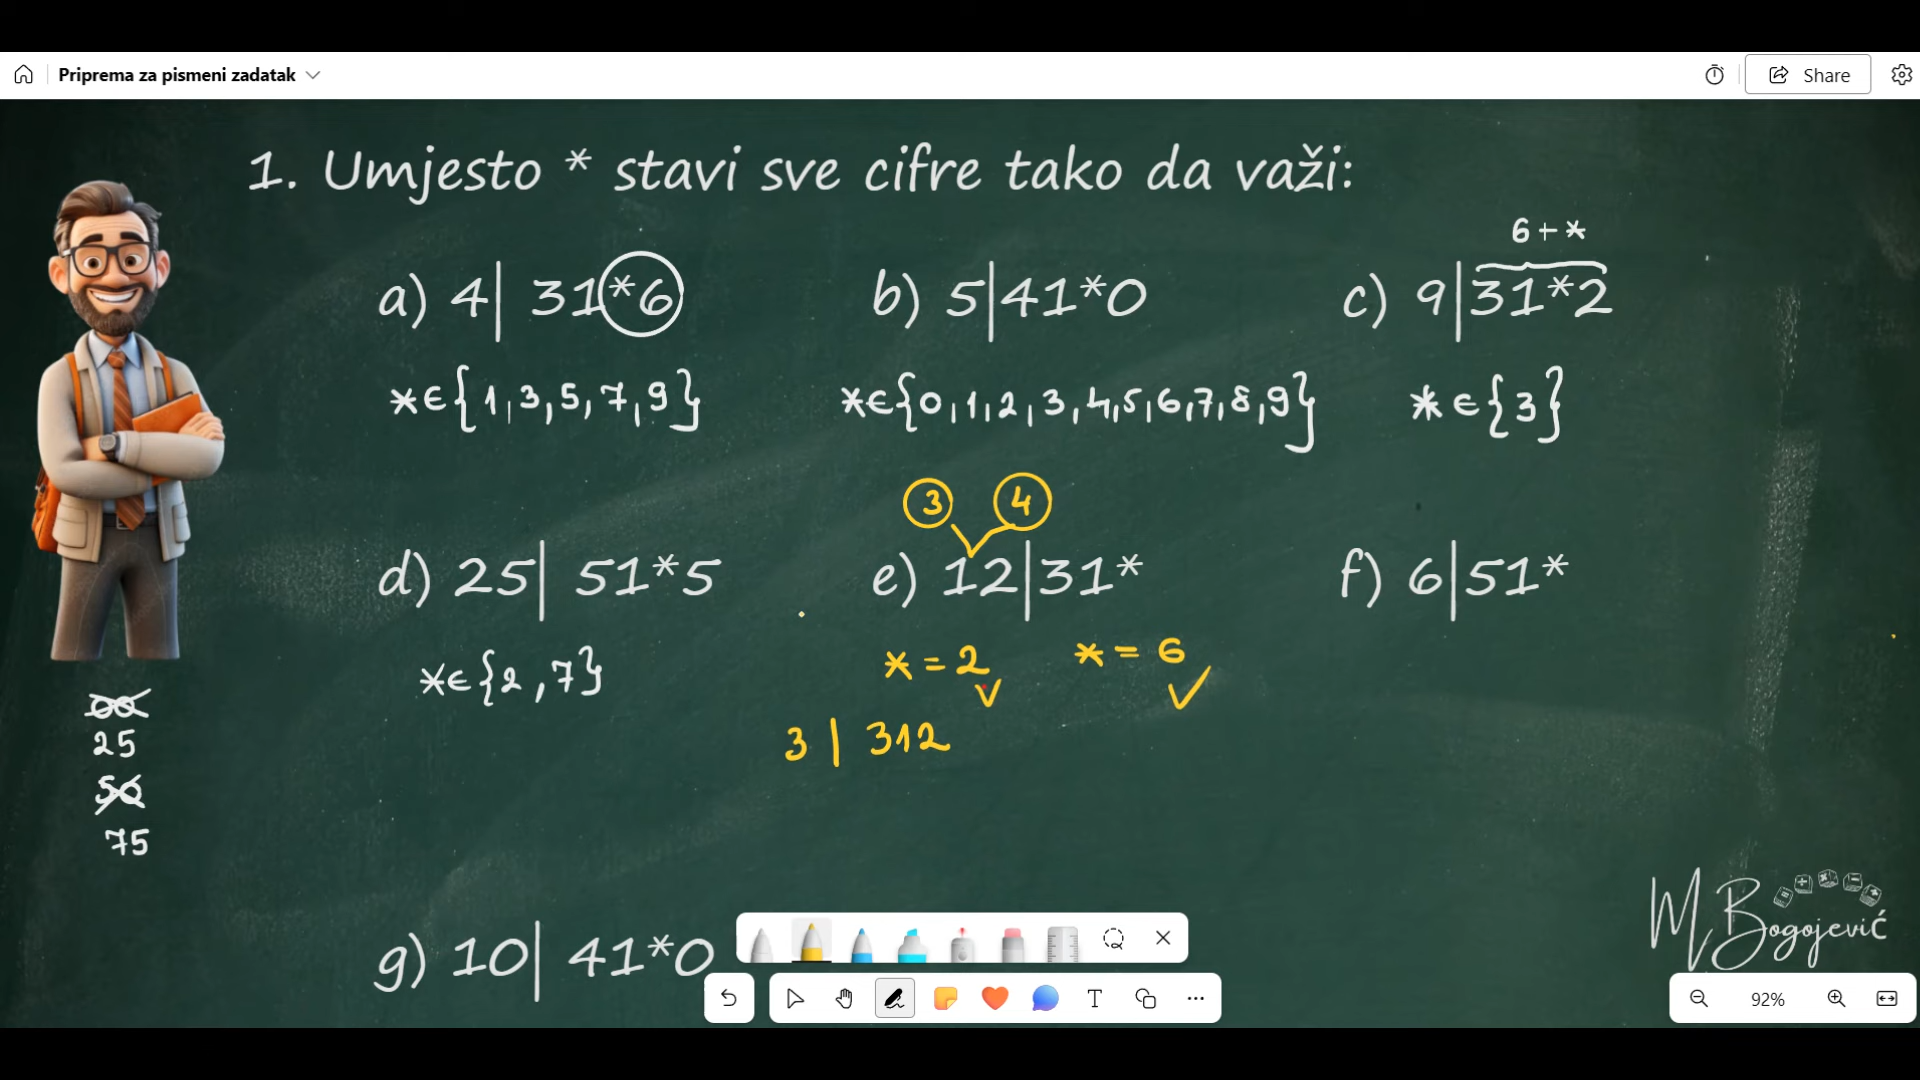 Priprema za pismeni zadatak
Share
1. Umjesto * stavi sve cifre tako da važi:
6+*
a) 4| 31*6
b) 5|41*0
c) 9|31*2
*∈{1,3,5,7,9}
*∈{0,1,2,3,4,5,6,7,8,9}
*∈{3}
3 4
d) 25| 51*5
e) 12|31*
f) 6|51*
*∈{2,7}
*=2
*=6
00
25
50
75
3 | 312
g) 10| 41*0
M Bogojević
T
92%